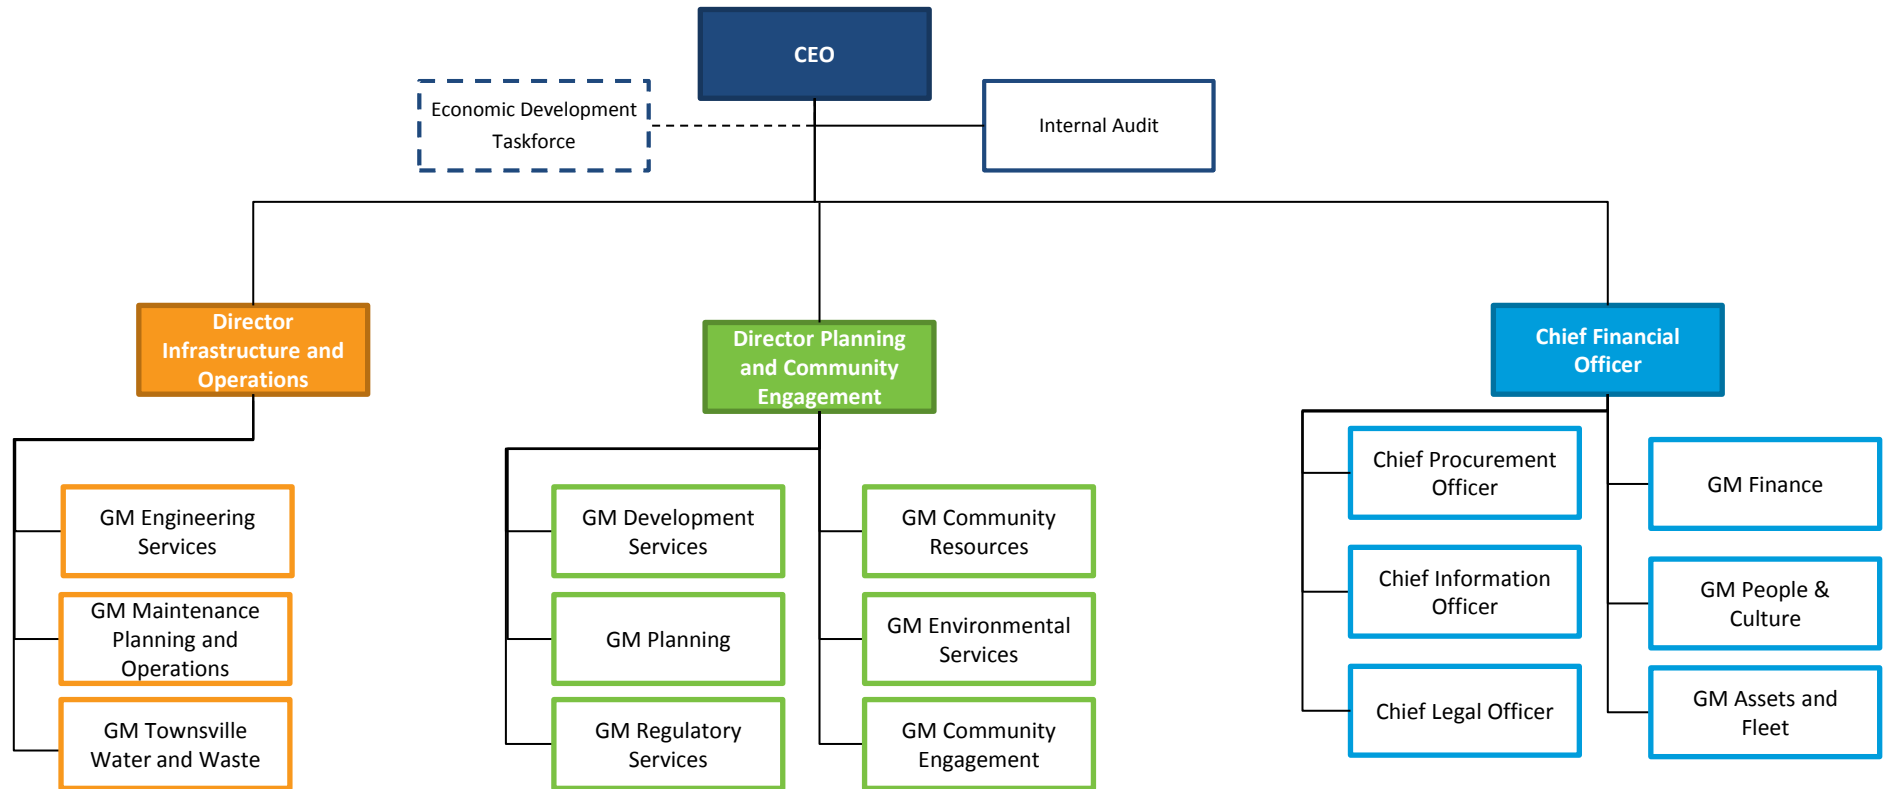 CEO
Economic Development
Taskforce
Internal Audit
Director
Infrastructure and
Operations
Director Planning
and Community
Engagement
Chief Financial
Officer
GM Engineering
Services
GM Maintenance
Planning and
Operations
GM Townsville
Water and Waste
GM Development
Services
GM Planning
GM Regulatory
Services
GM Community
Resources
GM Environmental
Services
GM Community
Engagement
Chief Procurement
Officer
Chief Information
Officer
Chief Legal Officer
GM Finance
GM People &
Culture
GM Assets and
Fleet